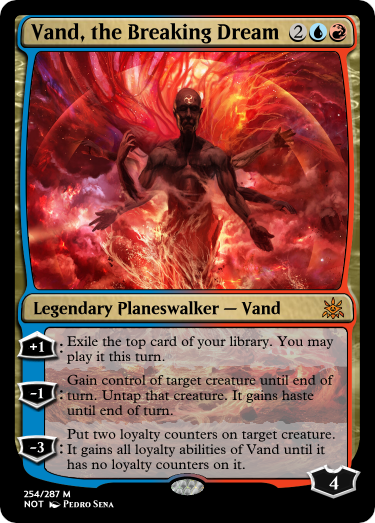 Vand, the Breaking Dream 2
Legendary Planeswalker — Vand
+1: Exile the top card of your library. You may
play it this turn.
-1: Gain control of target creature until end of
turn. Untap that creature. It gains haste
until end of turn.
-3: Put two loyalty counters on target creature.
It gains all loyalty abilities of Vand until it
has no loyalty counters on it.
4
254/287 M
NOT Pedro Sena